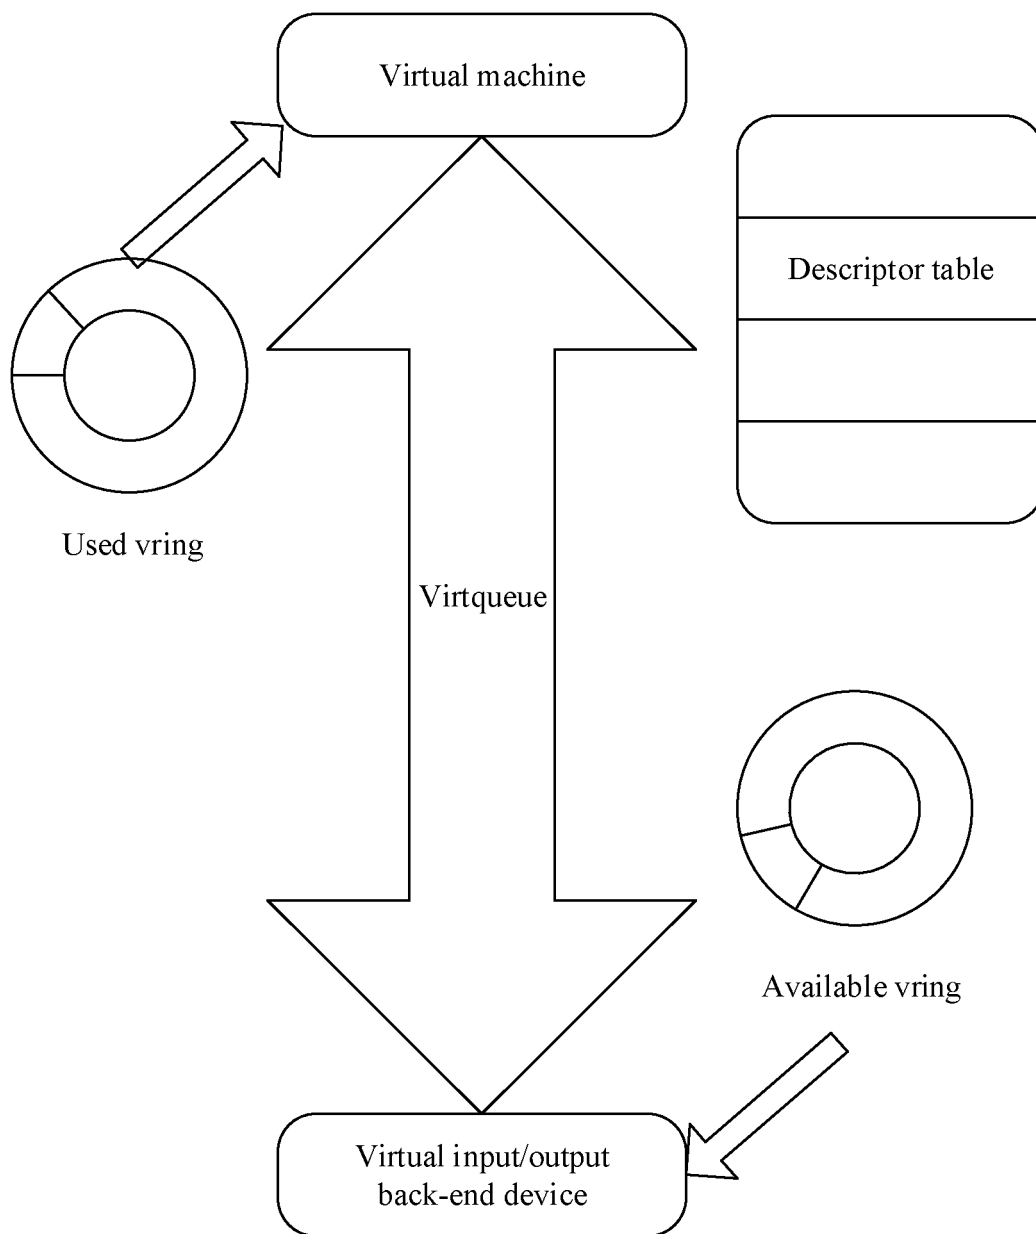 Virtual machine
Descriptor table
Used vring
Virtqueue
Available vring
Virtual input/output
back-end device